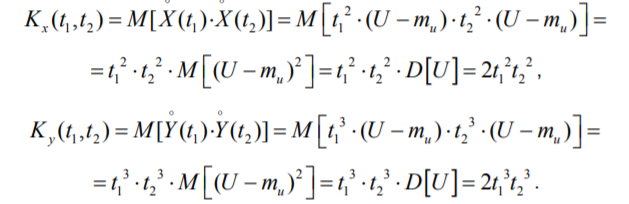 K_x(t_1,t_2) = M[X̊(t_1)·X̊(t_2)] = M[t_1^2·(U − m_u)·t_2^2·(U − m_u)] =
= t_1^2·t_2^2·M[(U − m_u)^2] = t_1^2·t_2^2·D[U] = 2t_1^2t_2^2,
K_y(t_1,t_2) = M[Y̊(t_1)·Y̊(t_2)] = M[t_1^3·(U − m_u)·t_2^3·(U − m_u)] =
= t_1^3·t_2^3·M[(U − m_u)^2] = t_1^3·t_2^3·D[U] = 2t_1^3t_2^3.